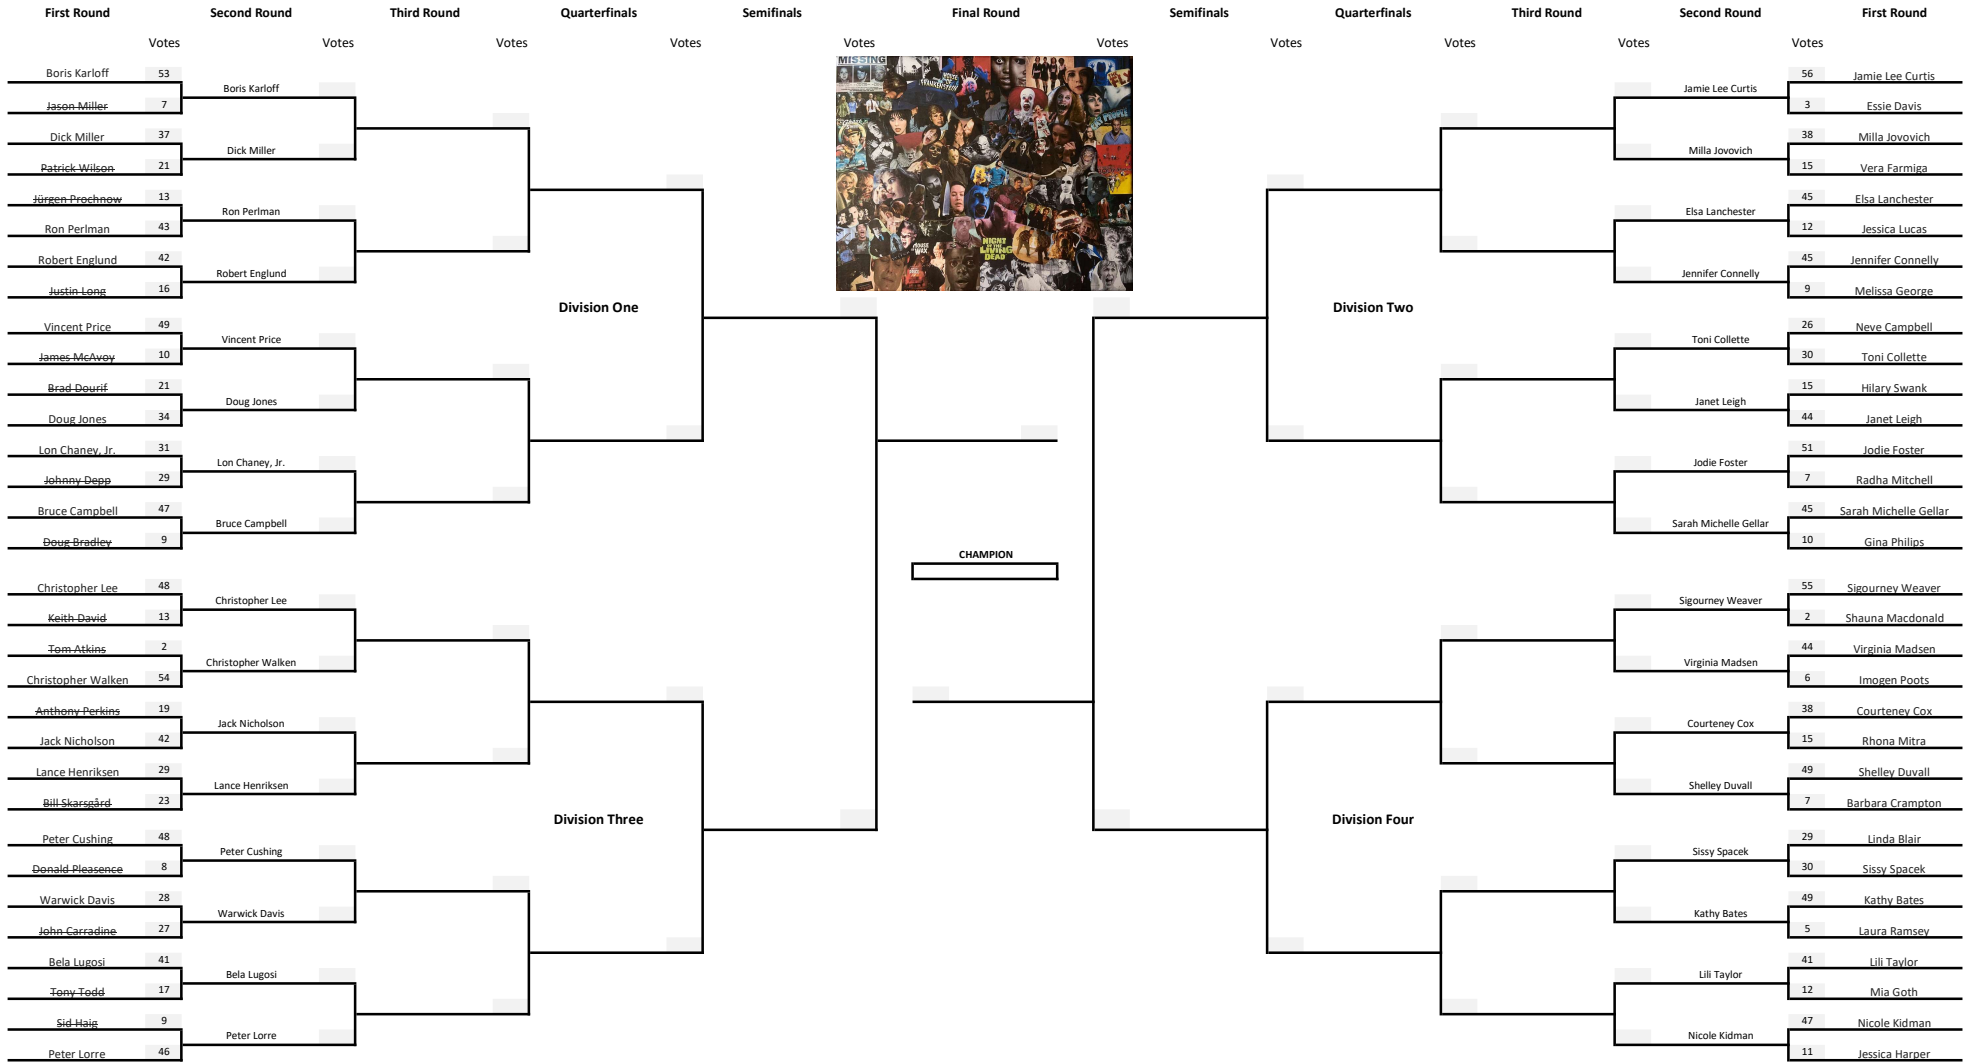 First Round Second Round Third Round Quarterfinals Semifinals Final Round Semifinals Quarterfinals Third Round Second Round First Round
Votes Votes Votes Votes Votes Votes Votes Votes Votes Votes
Boris Karloff 53
Jason Miller 7
Dick Miller 37
Patrick Wilson 21
Jürgen Prochnow 13
Ron Perlman 43
Robert Englund 42
Justin Long 16
Vincent Price 49
James McAvoy 10
Brad Dourif 21
Doug Jones 34
Lon Chaney, Jr. 31
Johnny Depp 29
Bruce Campbell 47
Doug Bradley 9
Christopher Lee 48
Keith David 13
Tom Atkins 2
Christopher Walken 54
Anthony Perkins 19
Jack Nicholson 42
Lance Henriksen 29
Bill Skarsgård 23
Peter Cushing 48
Donald Pleasence 8
Warwick Davis 28
John Carradine 27
Bela Lugosi 41
Tony Todd 17
Sid Haig 9
Peter Lorre 46
Boris Karloff
Dick Miller
Ron Perlman
Robert Englund
Vincent Price
Doug Jones
Lon Chaney, Jr.
Bruce Campbell
Christopher Lee
Christopher Walken
Jack Nicholson
Lance Henriksen
Peter Cushing
Warwick Davis
Bela Lugosi
Peter Lorre
Division One
Division Three
MISSING
HOUSE OF FRANKENSTEIN
CAT PEOPLE
HOUSE OF WAX
NIGHT OF THE LIVING DEAD
CHAMPION
Division Two
Division Four
Jamie Lee Curtis
Milla Jovovich
Elsa Lanchester
Jennifer Connelly
Toni Collette
Janet Leigh
Jodie Foster
Sarah Michelle Gellar
Sigourney Weaver
Virginia Madsen
Courteney Cox
Shelley Duvall
Sissy Spacek
Kathy Bates
Lili Taylor
Nicole Kidman
56 Jamie Lee Curtis
3 Essie Davis
38 Milla Jovovich
15 Vera Farmiga
45 Elsa Lanchester
12 Jessica Lucas
45 Jennifer Connelly
9 Melissa George
26 Neve Campbell
30 Toni Collette
15 Hilary Swank
44 Janet Leigh
51 Jodie Foster
7 Radha Mitchell
45 Sarah Michelle Gellar
10 Gina Philips
55 Sigourney Weaver
2 Shauna Macdonald
44 Virginia Madsen
6 Imogen Poots
38 Courteney Cox
15 Rhona Mitra
49 Shelley Duvall
7 Barbara Crampton
29 Linda Blair
30 Sissy Spacek
49 Kathy Bates
5 Laura Ramsey
41 Lili Taylor
12 Mia Goth
47 Nicole Kidman
11 Jessica Harper